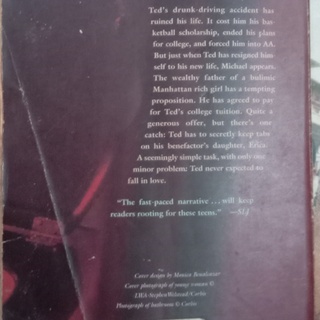 Ted's drunk-driving accident has
ruined his life. It cost him his bas-
ketball scholarship, ended his plans
for college, and forced him into AA.
But just when Ted has resigned him-
self to his new life, Michael appears.
The wealthy father of a bulimic
Manhattan rich girl has a tempting
proposition. He has agreed to pay
for Ted's college tuition. Quite a
generous offer, but there's one
catch: Ted has to secretly keep tabs
on his benefactor's daughter, Erica.
A seemingly simple task, with only one
minor problem: Ted never expected to
fall in love.
"The fast-paced narrative . . . will keep
readers rooting for these teens." —SLJ
Cover design by Monica
Cover photograph of young woman ©
Photograph of bathroom © Corbis